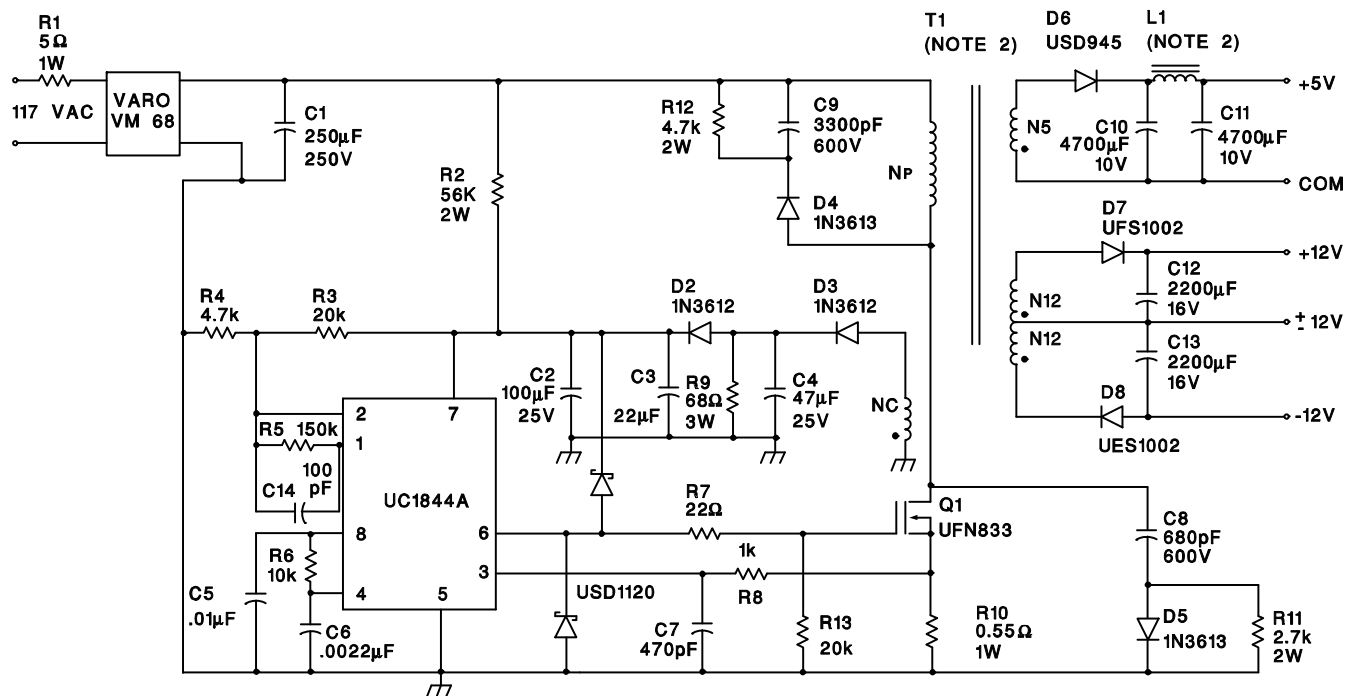 R1
5Ω
1W
117 VAC
VARO
VM 68
C1
250µF
250V
R2
56K
2W
R12
4.7k
2W
C9
3300pF
600V
D4
1N3613
NP
T1
(NOTE 2)
D6
USD945
L1
(NOTE 2)
N5
C10
4700µF
10V
C11
4700µF
10V
+5V
COM
D7
UFS1002
N12
N12
C12
2200µF
16V
C13
2200µF
16V
+12V
± 12V
-12V
D8
UES1002
R4
4.7k
R3
20k
D2
1N3612
D3
1N3612
C2
100µF
25V
C3
22µF
R9
68Ω
3W
C4
47µF
25V
NC
2
7
R5 150k
1
100
pF
C14
UC1844A
8
6
R6
10k
3
4
5
C5
.01µF
C6
.0022µF
USD1120
R7
22Ω
1k
R8
C7
470pF
R13
20k
Q1
UFN833
R10
0.55Ω
1W
C8
680pF
600V
D5
1N3613
R11
2.7k
2W